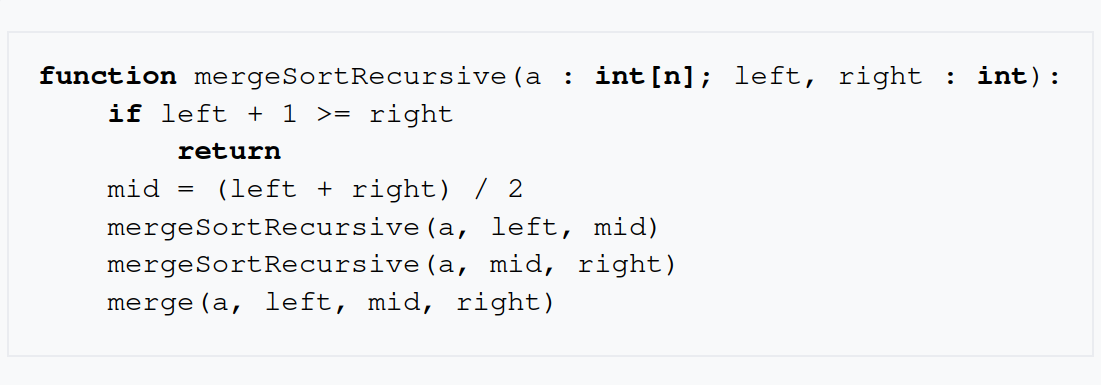 function mergeSortRecursive(a : int[n]; left, right : int):
    if left + 1 >= right
        return
    mid = (left + right) / 2
    mergeSortRecursive(a, left, mid)
    mergeSortRecursive(a, mid, right)
    merge(a, left, mid, right)